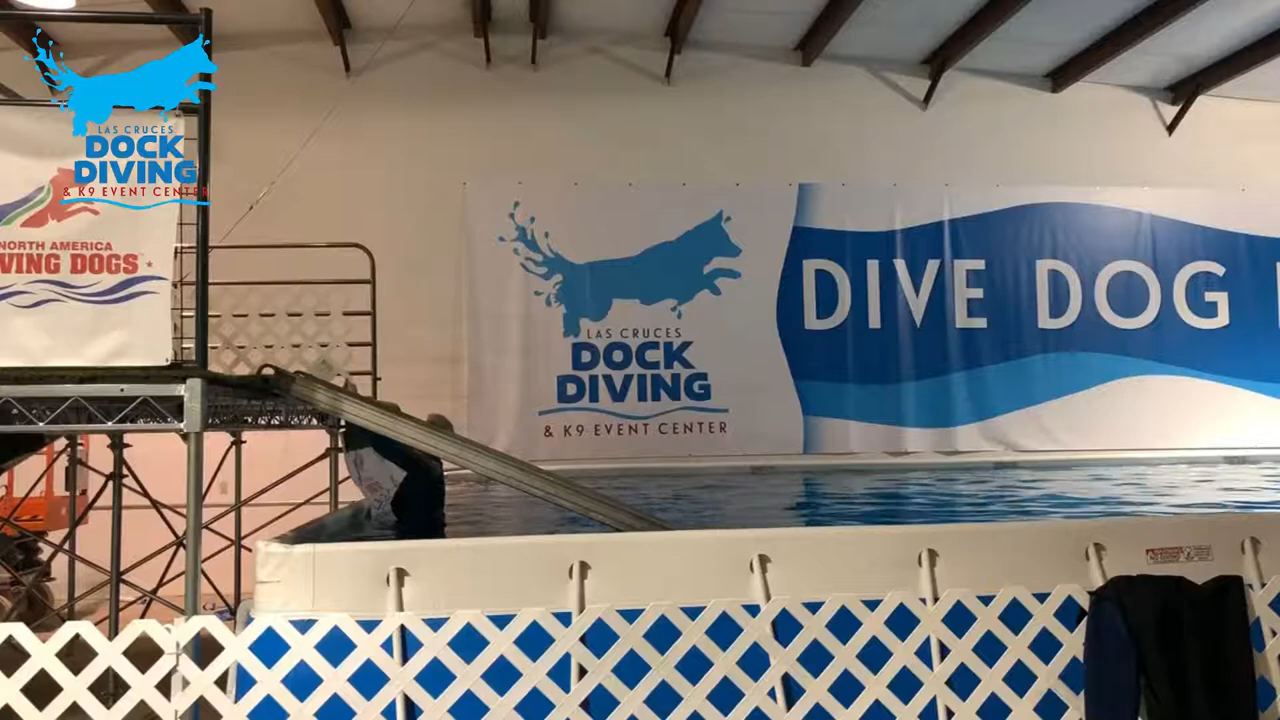 LAS CRUCES
DOCK
DIVING
& K9 EVENT CENTER
NORTH AMERICA
VING DOGS
LAS CRUCES
DOCK
DIVING
& K9 EVENT CENTER
DIVE DOG